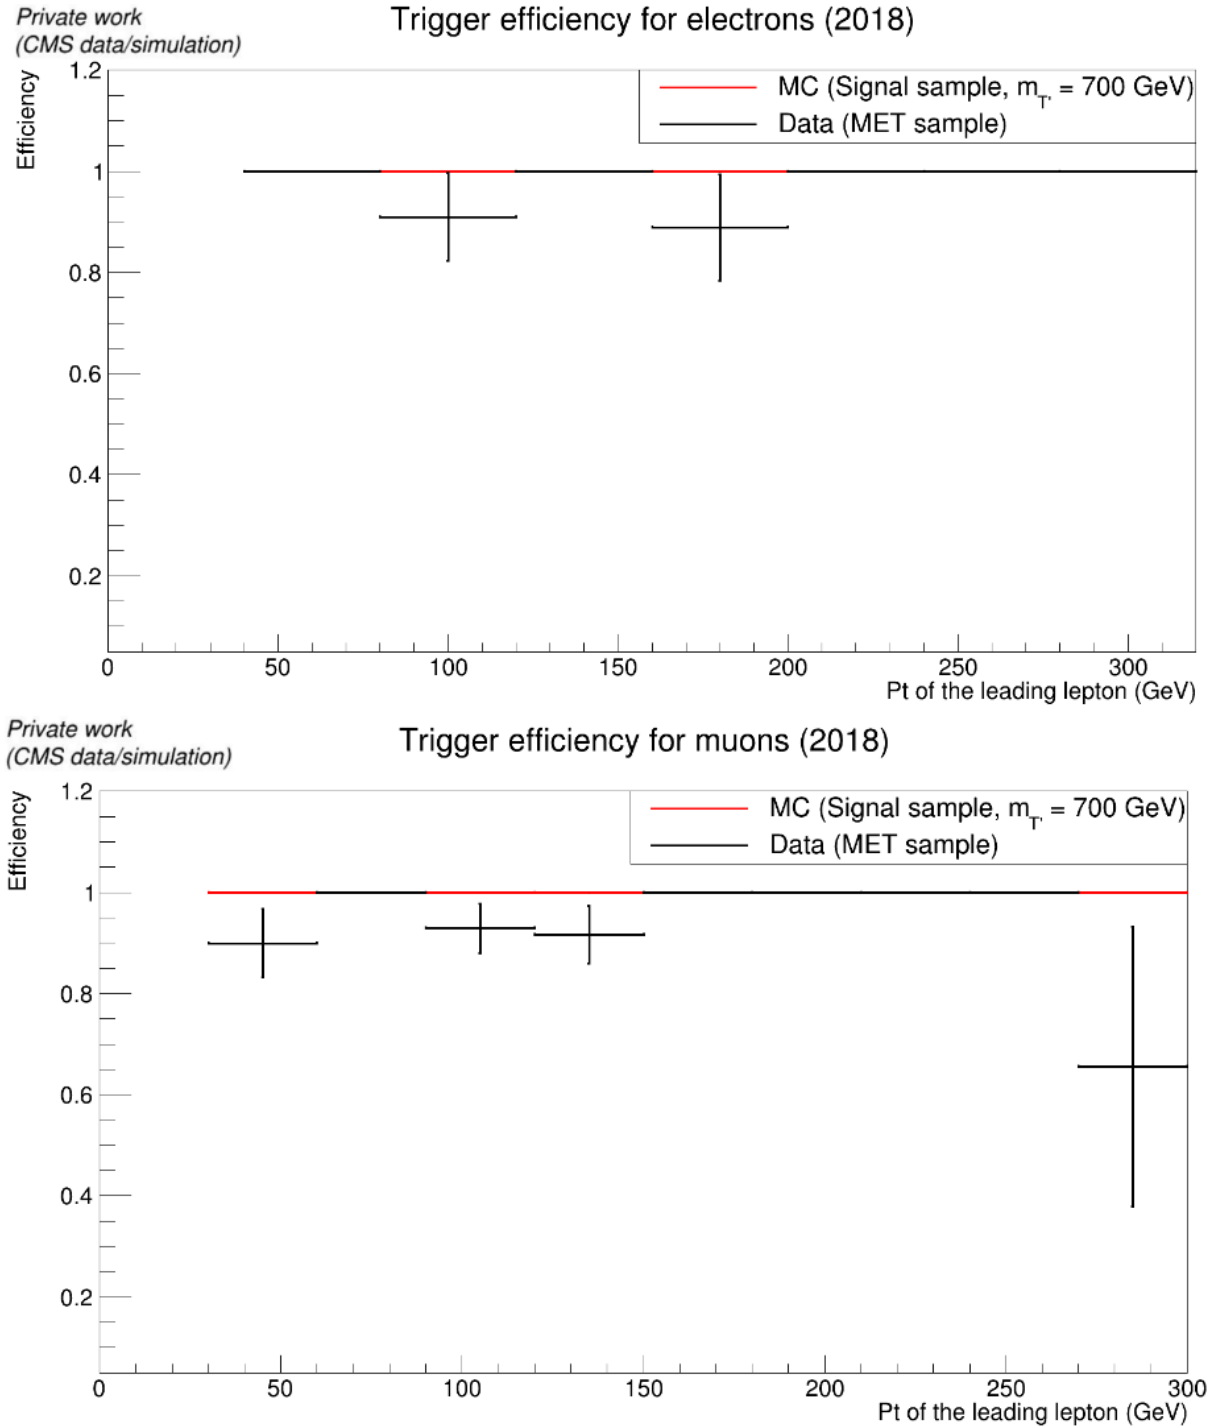 Private work
(CMS data/simulation)
Trigger efficiency for electrons (2018)
Efficiency
MC (Signal sample, m_T' = 700 GeV)
Data (MET sample)
1.2
1
0.8
0.6
0.4
0.2
0 50 100 150 200 250 300
Pt of the leading lepton (GeV)
Private work
(CMS data/simulation)
Trigger efficiency for muons (2018)
Efficiency
MC (Signal sample, m_T' = 700 GeV)
Data (MET sample)
1.2
1
0.8
0.6
0.4
0.2
0 50 100 150 200 250 300
Pt of the leading lepton (GeV)